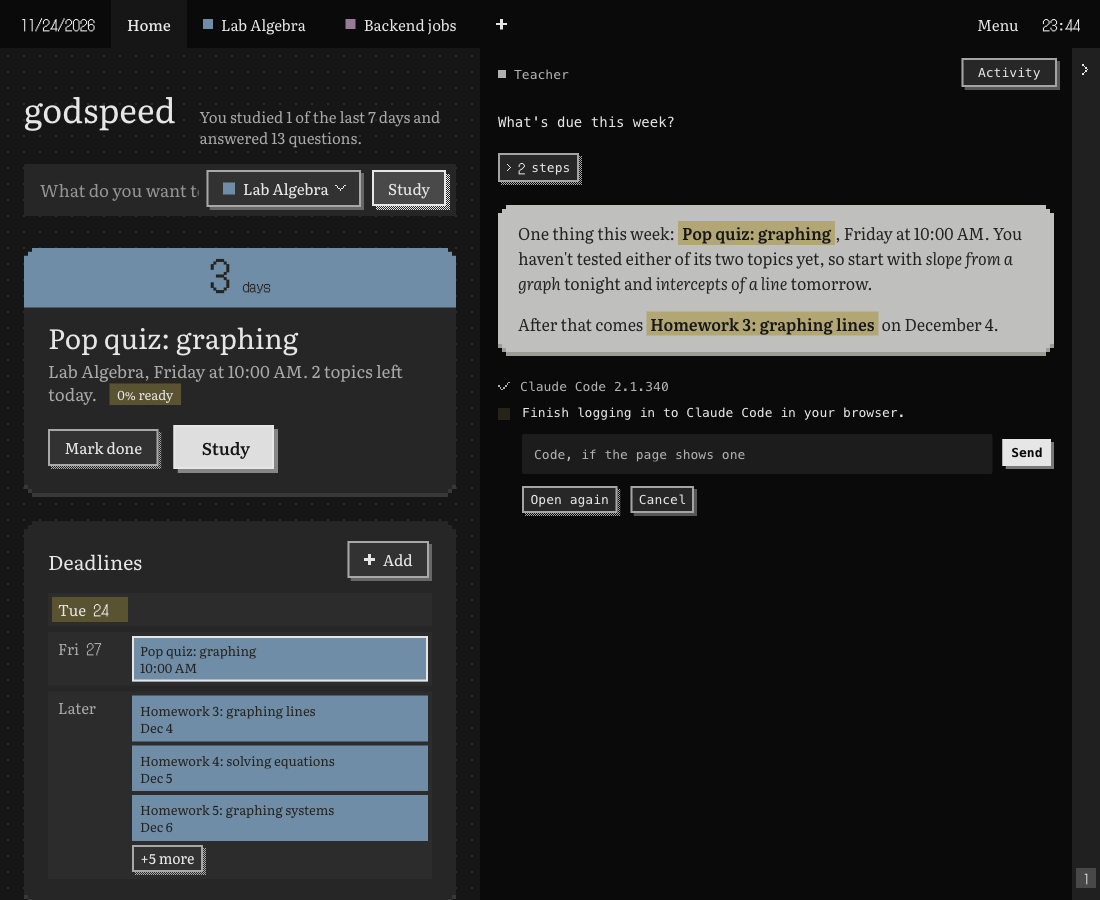 11/24/2026 Home Lab Algebra Backend jobs + Menu 23:44
godspeed
You studied 1 of the last 7 days and
answered 13 questions.
What do you want to Lab Algebra Study
3 days
Pop quiz: graphing
Lab Algebra, Friday at 10:00 AM. 2 topics left
today. 0% ready
Mark done Study
Deadlines + Add
Tue 24
Fri 27
Pop quiz: graphing
10:00 AM
Later
Homework 3: graphing lines
Dec 4
Homework 4: solving equations
Dec 5
Homework 5: graphing systems
Dec 6
+5 more
Teacher Activity
What's due this week?
> 2 steps
One thing this week: Pop quiz: graphing, Friday at 10:00 AM. You
haven't tested either of its two topics yet, so start with slope from a
graph tonight and intercepts of a line tomorrow.
After that comes Homework 3: graphing lines on December 4.
Claude Code 2.1.340
Finish logging in to Claude Code in your browser.
Code, if the page shows one Send
Open again Cancel
1